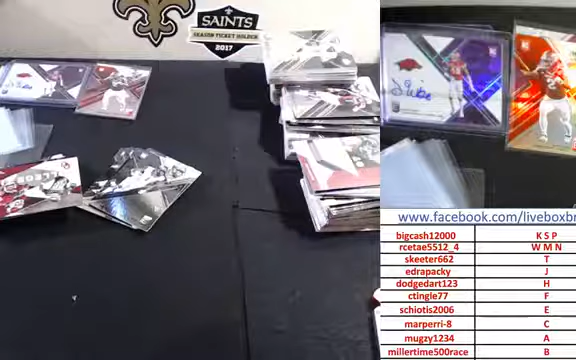 SAINTS
SEASON TICKET HOLDER
2017
www.facebook.com/liveboxbr
bigcash12000 K S P
rcetae5512_4 W M N
skeeter662 T
edrapacky J
dodgedart123 H
ctingle77 F
schiotis2006 E
marperri-8 C
mugzy1234 A
millertime500race B